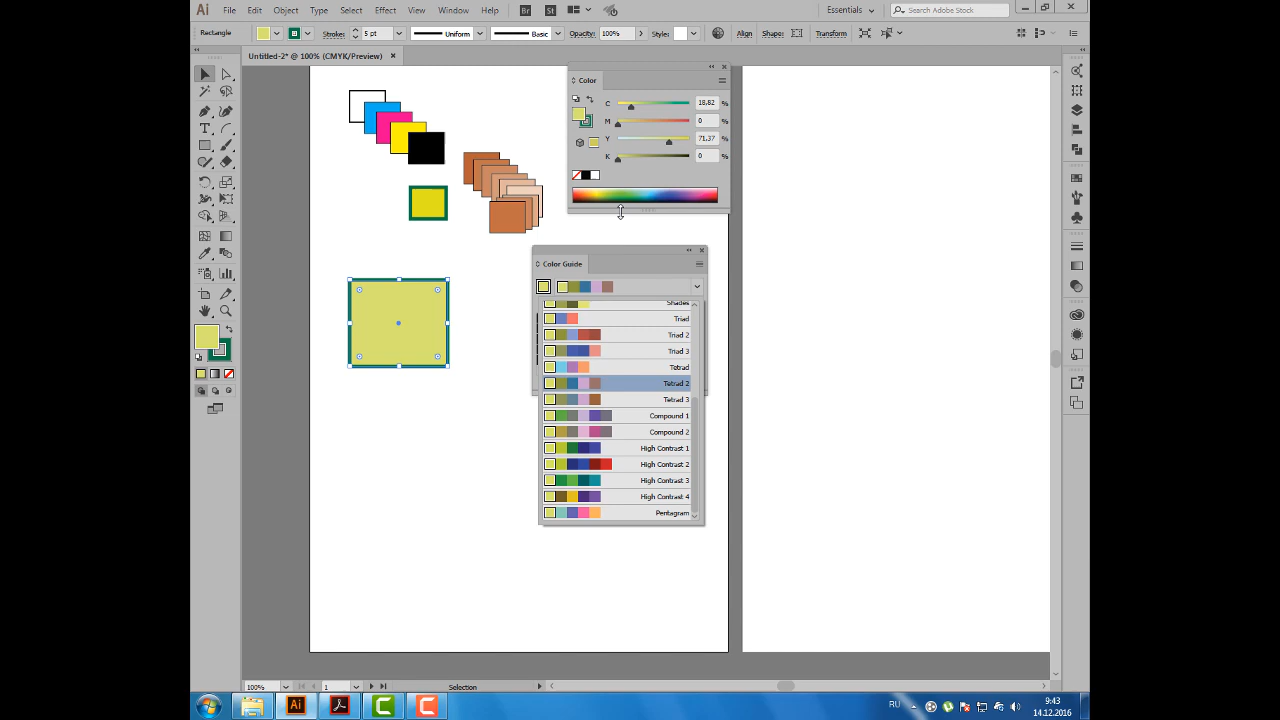 Ai File Edit Object Type Select Effect View Window Help Br St Essentials Search Adobe Stock
Rectangle Strokes 5 pt Uniform Basic Opacity: 100% Style: Align Shape: Transform
Untitled-2* @ 100% (CMYK/Preview) ×
Color
C 18,82 %
M 0 %
Y 71,37 %
K 0 %
Color Guide
Shades
Triad
Triad 2
Triad 3
Tetrad
Tetrad 2
Tetrad 3
Compound 1
Compound 2
High Contrast 1
High Contrast 2
High Contrast 3
High Contrast 4
Pentagram
100% 1 Selection
Ai RU 9:43
14.12.2016